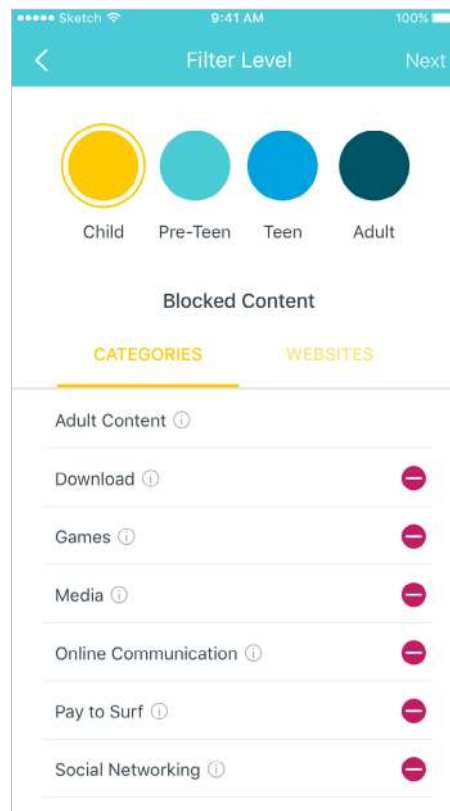 Sketch 9:41 AM 100%
Filter Level Next
Child Pre-Teen Teen Adult
Blocked Content
CATEGORIES WEBSITES
Adult Content
Download
Games
Media
Online Communication
Pay to Surf
Social Networking